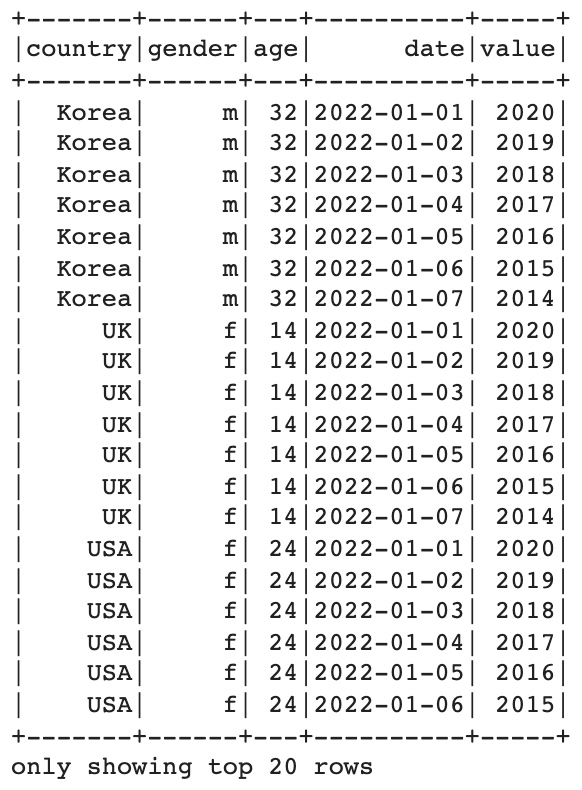 +-------+------+---+----------+-----+
|country|gender|age|      date|value|
+-------+------+---+----------+-----+
|  Korea|     m| 32|2022-01-01| 2020|
|  Korea|     m| 32|2022-01-02| 2019|
|  Korea|     m| 32|2022-01-03| 2018|
|  Korea|     m| 32|2022-01-04| 2017|
|  Korea|     m| 32|2022-01-05| 2016|
|  Korea|     m| 32|2022-01-06| 2015|
|  Korea|     m| 32|2022-01-07| 2014|
|     UK|     f| 14|2022-01-01| 2020|
|     UK|     f| 14|2022-01-02| 2019|
|     UK|     f| 14|2022-01-03| 2018|
|     UK|     f| 14|2022-01-04| 2017|
|     UK|     f| 14|2022-01-05| 2016|
|     UK|     f| 14|2022-01-06| 2015|
|     UK|     f| 14|2022-01-07| 2014|
|    USA|     f| 24|2022-01-01| 2020|
|    USA|     f| 24|2022-01-02| 2019|
|    USA|     f| 24|2022-01-03| 2018|
|    USA|     f| 24|2022-01-04| 2017|
|    USA|     f| 24|2022-01-05| 2016|
|    USA|     f| 24|2022-01-06| 2015|
+-------+------+---+----------+-----+
only showing top 20 rows